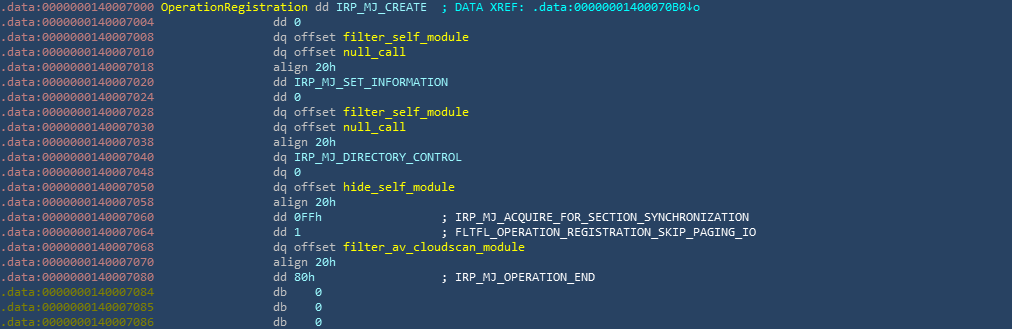 .data:0000000140007000 OperationRegistration dd IRP_MJ_CREATE ; DATA XREF: .data:00000001400070B0↓o
.data:0000000140007004 dd 0
.data:0000000140007008 dq offset filter_self_module
.data:0000000140007010 dq offset null_call
.data:0000000140007018 align 20h
.data:0000000140007020 dd IRP_MJ_SET_INFORMATION
.data:0000000140007024 dd 0
.data:0000000140007028 dq offset filter_self_module
.data:0000000140007030 dq offset null_call
.data:0000000140007038 align 20h
.data:0000000140007040 dq IRP_MJ_DIRECTORY_CONTROL
.data:0000000140007048 dq 0
.data:0000000140007050 dq offset hide_self_module
.data:0000000140007058 align 20h
.data:0000000140007060 dd 0FFh ; IRP_MJ_ACQUIRE_FOR_SECTION_SYNCHRONIZATION
.data:0000000140007064 dd 1 ; FLTFL_OPERATION_REGISTRATION_SKIP_PAGING_IO
.data:0000000140007068 dq offset filter_av_cloudscan_module
.data:0000000140007070 align 20h
.data:0000000140007080 dd 80h ; IRP_MJ_OPERATION_END
.data:0000000140007084 db 0
.data:0000000140007085 db 0
.data:0000000140007086 db 0